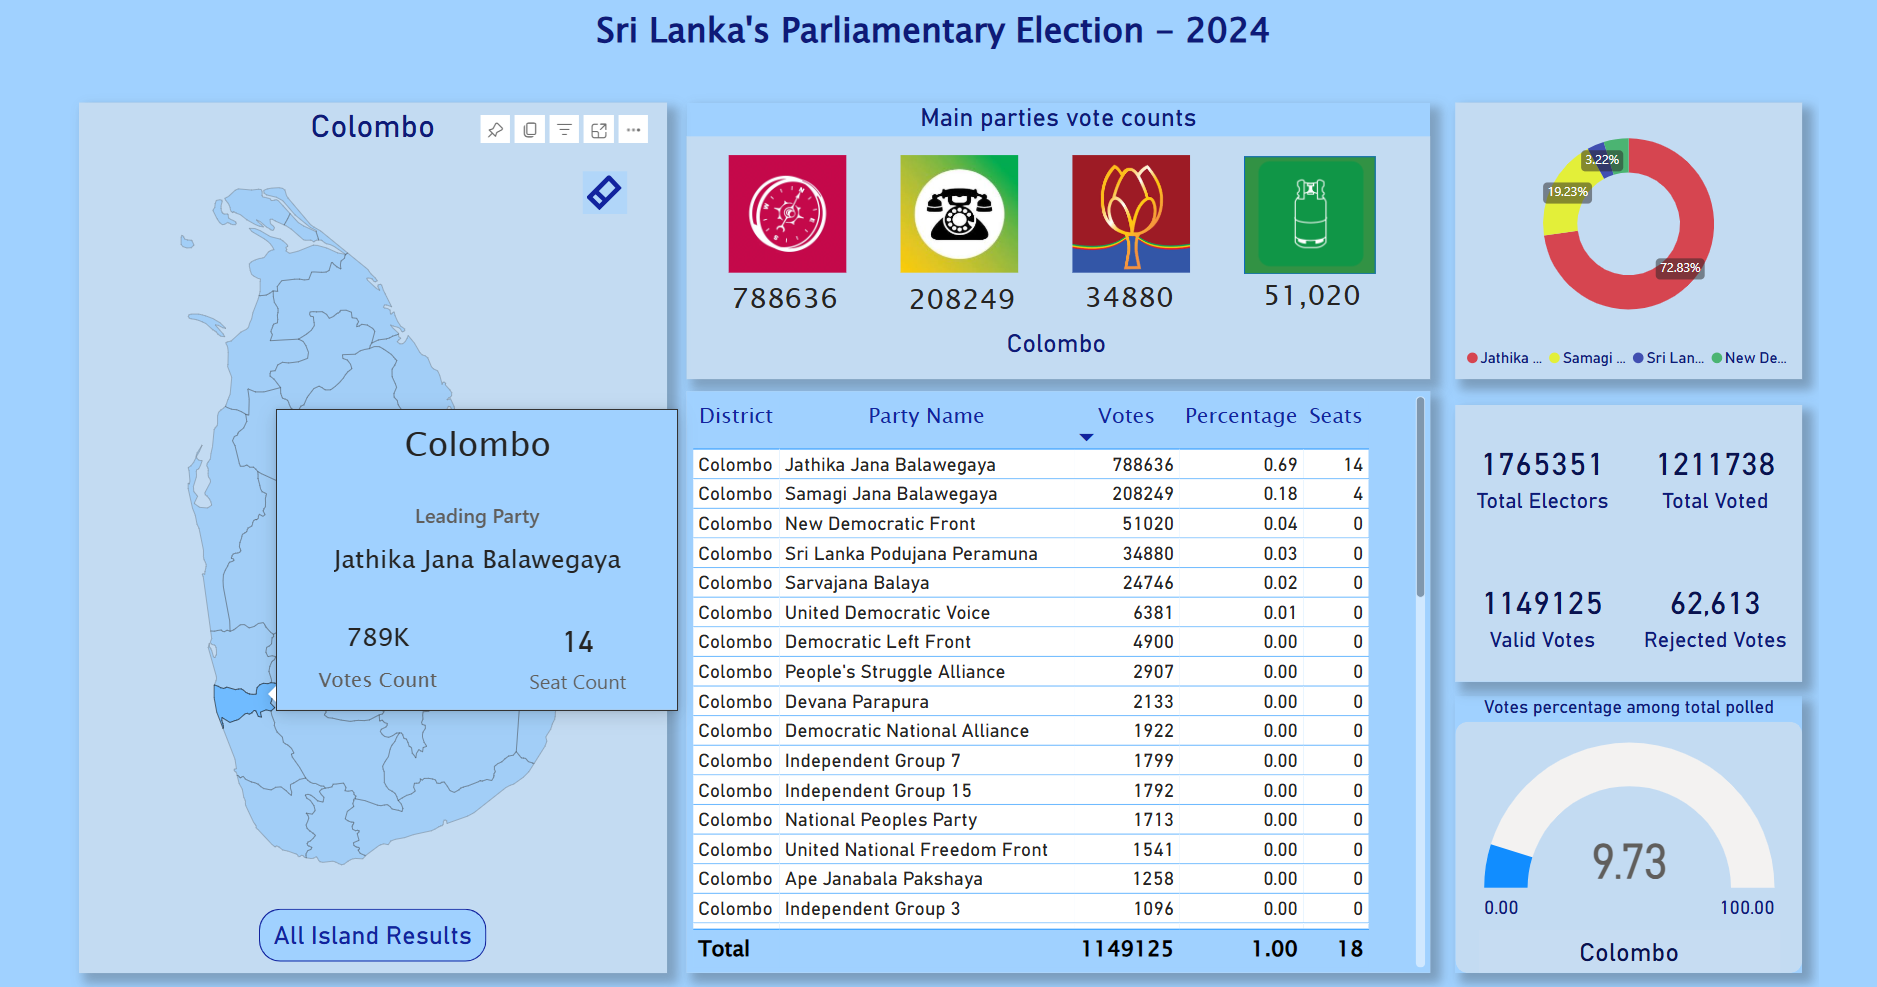 Sri Lanka's Parliamentary Election – 2024
Colombo
Colombo
Leading Party
Jathika Jana Balawegaya
789K
Votes Count
14
Seat Count
All Island Results
Main parties vote counts
788636 208249 34880 51,020
Colombo
District Party Name Votes Percentage Seats
Colombo Jathika Jana Balawegaya 788636 0.69 14
Colombo Samagi Jana Balawegaya 208249 0.18 4
Colombo New Democratic Front 51020 0.04 0
Colombo Sri Lanka Podujana Peramuna 34880 0.03 0
Colombo Sarvajana Balaya 24746 0.02 0
Colombo United Democratic Voice 6381 0.01 0
Colombo Democratic Left Front 4900 0.00 0
Colombo People's Struggle Alliance 2907 0.00 0
Colombo Devana Parapura 2133 0.00 0
Colombo Democratic National Alliance 1922 0.00 0
Colombo Independent Group 7 1799 0.00 0
Colombo Independent Group 15 1792 0.00 0
Colombo National Peoples Party 1713 0.00 0
Colombo United National Freedom Front 1541 0.00 0
Colombo Ape Janabala Pakshaya 1258 0.00 0
Colombo Independent Group 3 1096 0.00 0
Total 1149125 1.00 18
3.22%
19.23%
72.83%
Jathika ... Samagi ... Sri Lan... New De...
1765351 1211738
Total Electors Total Voted
1149125 62,613
Valid Votes Rejected Votes
Votes percentage among total polled
9.73
0.00 100.00
Colombo